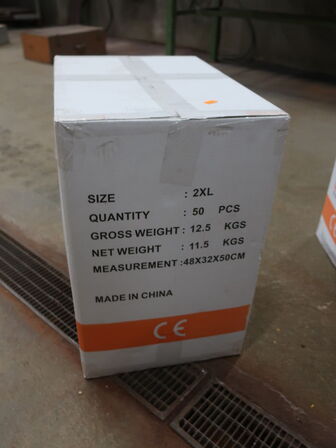 SIZE : 2XL
QUANTITY : 50 PCS
GROSS WEIGHT : 12.5 KGS
NET WEIGHT : 11.5 KGS
MEASUREMENT :48X32X50CM
MADE IN CHINA
CE